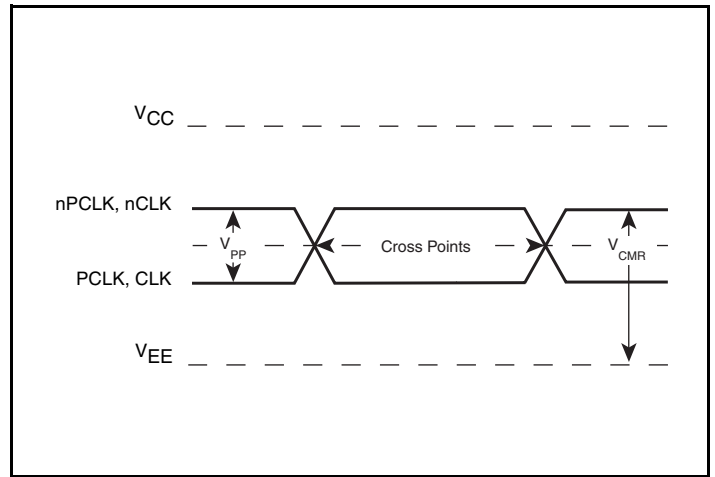 VCC
nPCLK, nCLK
VPP
Cross Points
VCMR
PCLK, CLK
VEE